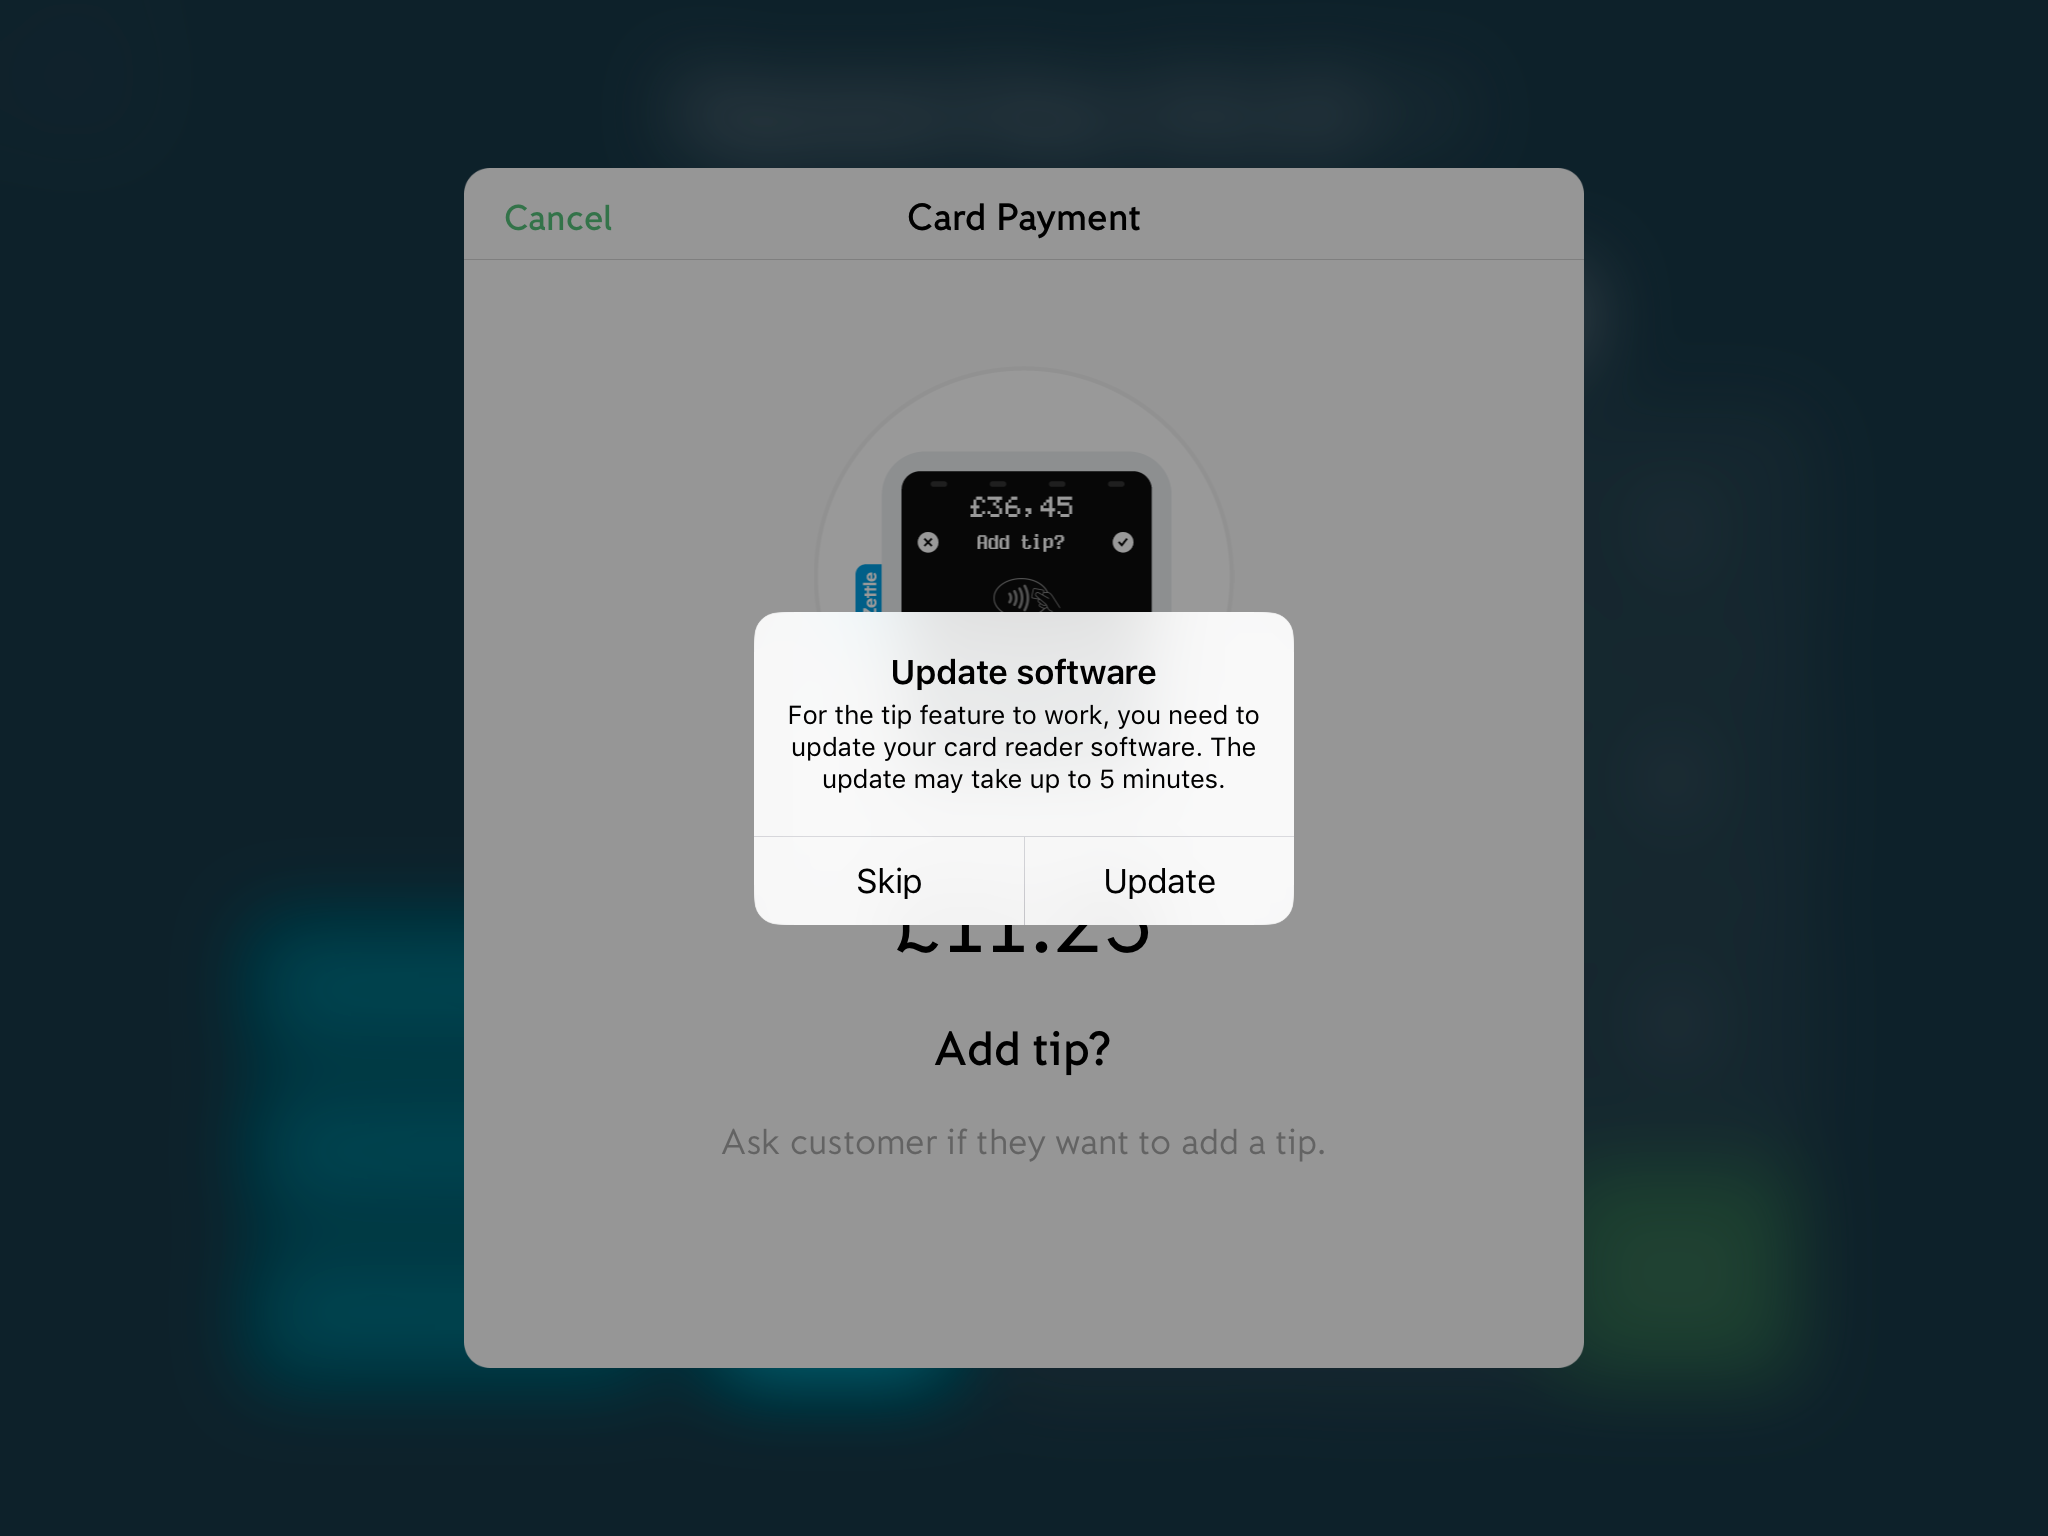 Cancel
Card Payment
£36,45
Add tip?
Zettle
Update software
For the tip feature to work, you need to
update your card reader software. The
update may take up to 5 minutes.
Skip
Update
Add tip?
Ask customer if they want to add a tip.